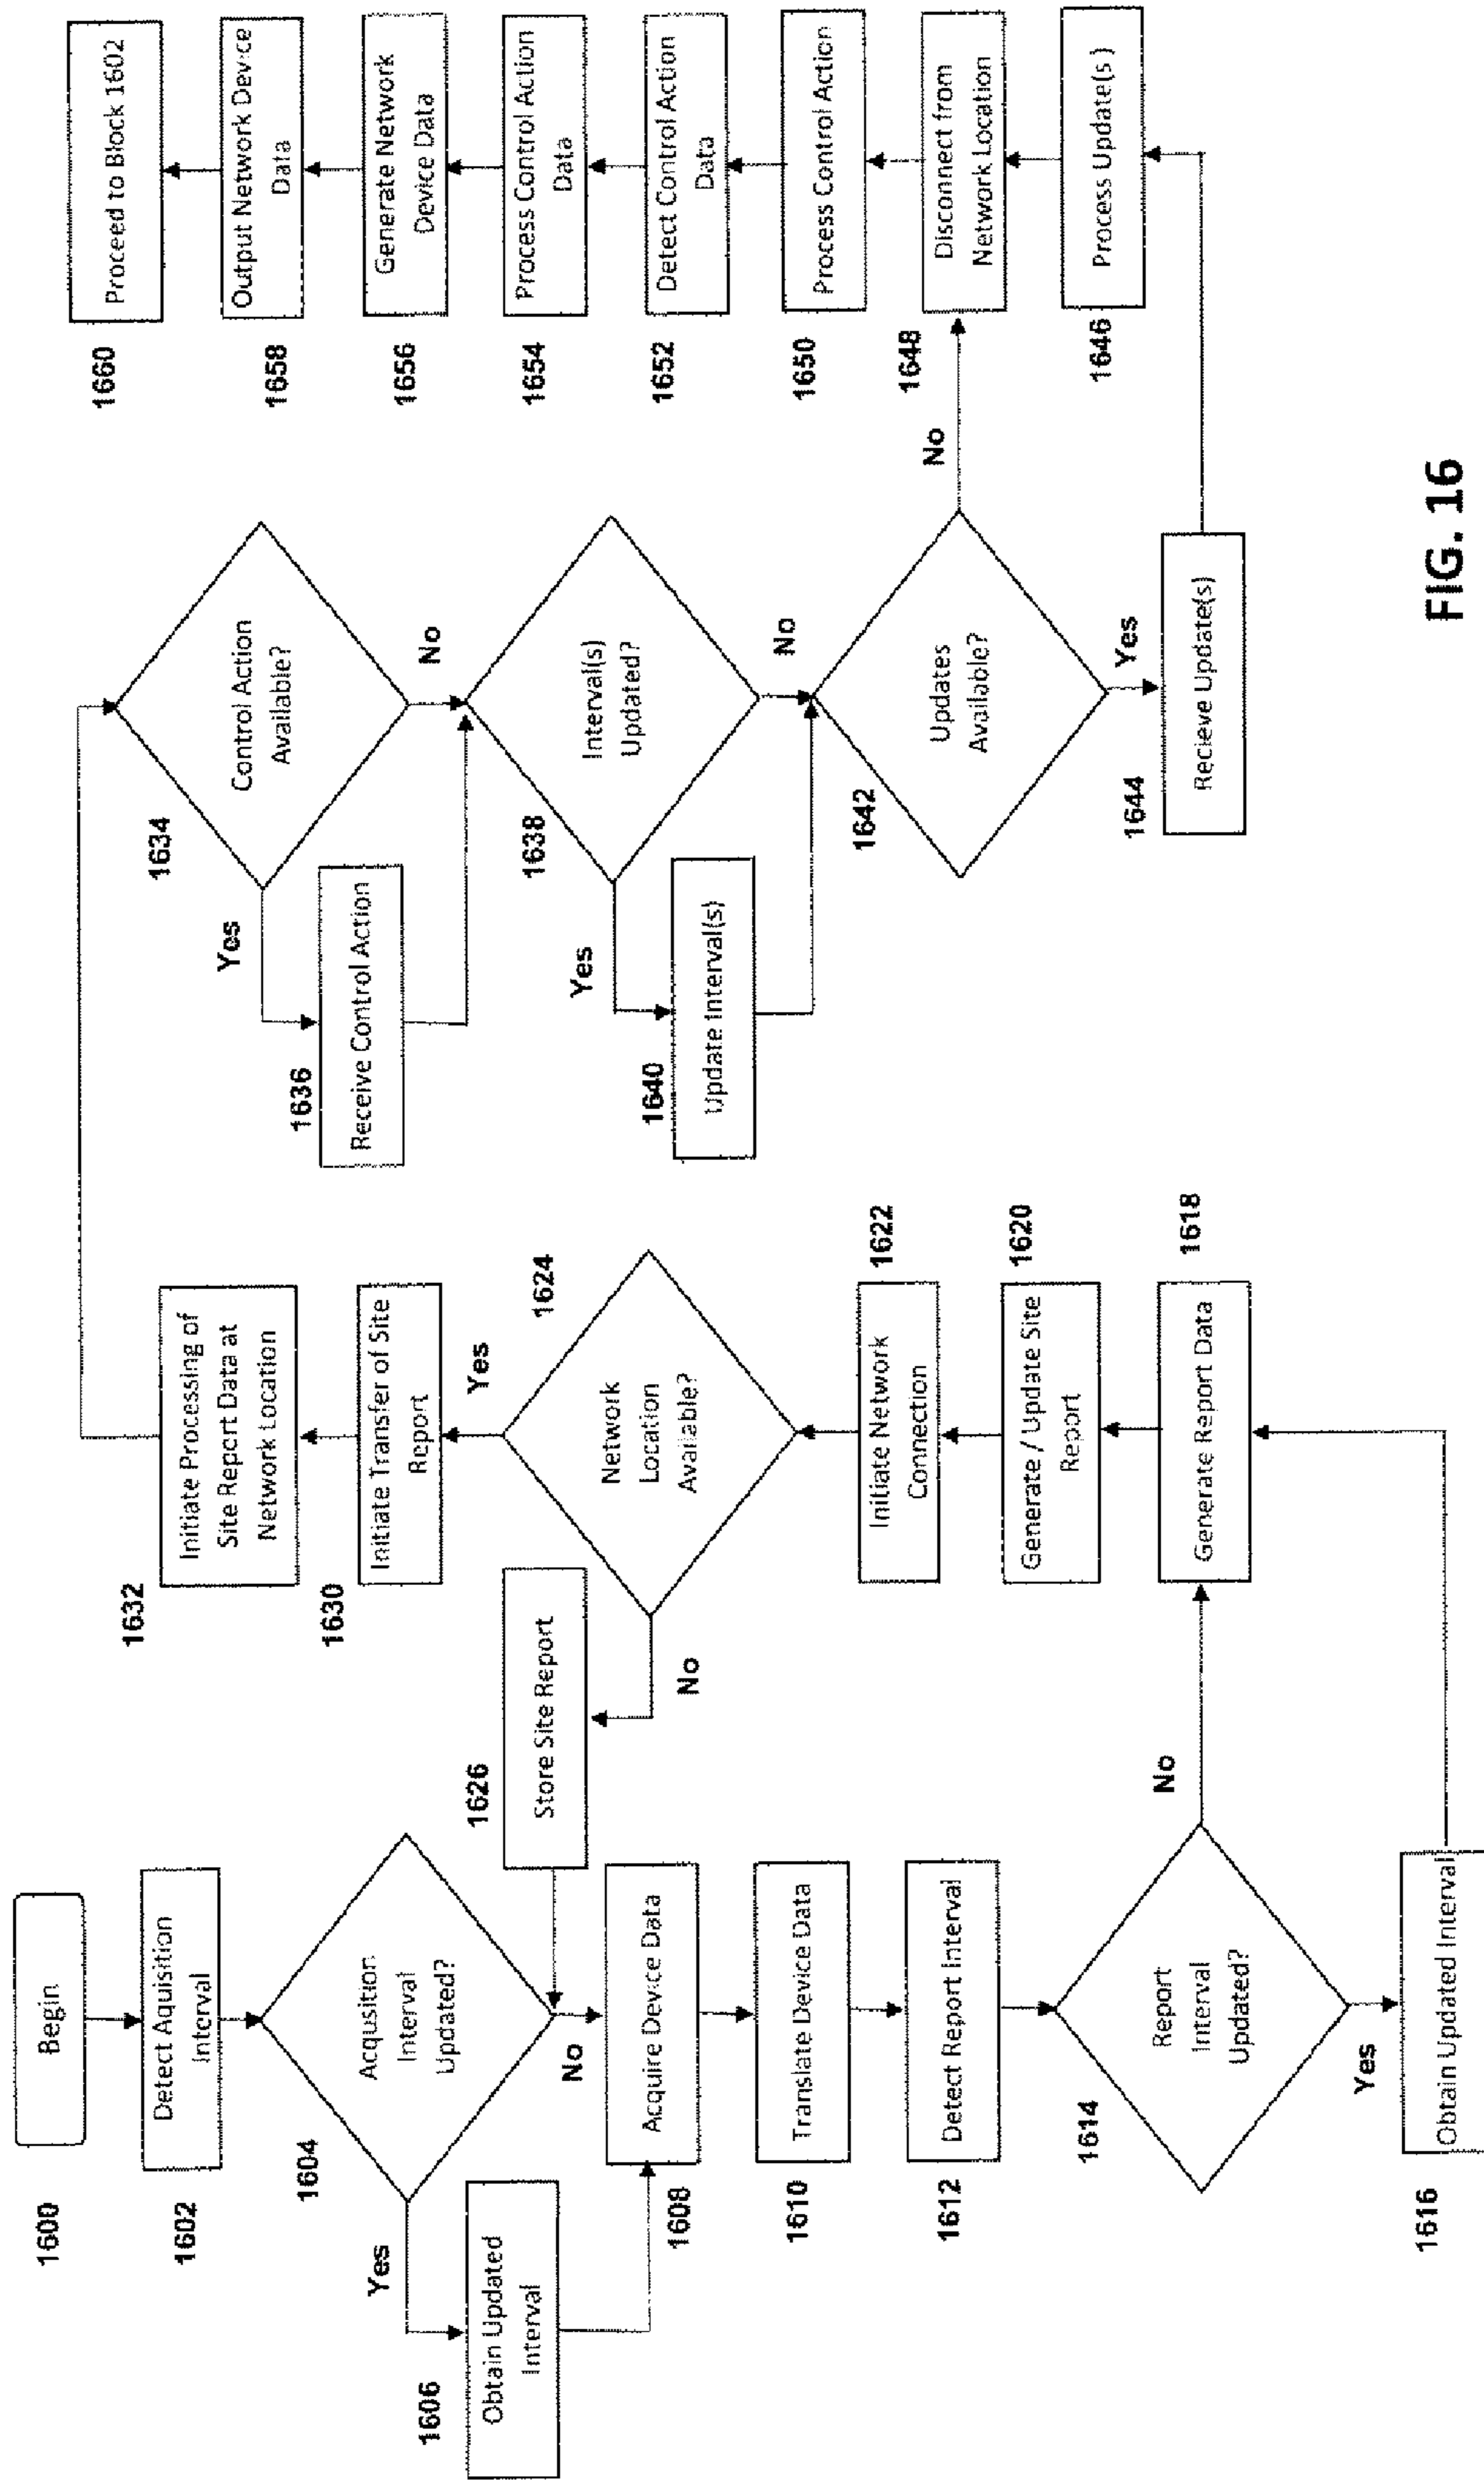 1600
Begin
1602
Detect Aquisition
Interval
1604
Acqusition
Interval
Updated?
Yes
No
1606
Obtain Updated
Interval
1608
Acquire Device Data
1610
Translate Device Data
1612
Detect Report Interval
1614
Report
Interval
Updated?
No
Yes
1616
Obtain Updated Interval
1618
Generate Report Data
1620
Generate / Update Site
Report
1622
Initiate Network
Connection
1624
Network
Location
Available?
No
Yes
1626
Store Site Report
1630
Initiate Transfer of Site
Report
1632
Initiate Processing of
Site Report Data at
Network Location
1634
Control Action
Available?
Yes
No
1636
Receive Control Action
1638
Interval(s)
Updated?
Yes
No
1640
Update Interval(s)
1642
Updates
Available?
No
Yes
1644
Recieve Update(s)
1646
Process Update(s)
1648
Disconnect from
Network Location
1650
Process Control Action
1652
Detect Control Action
Data
1654
Process Control Action
Data
1656
Generate Network
Device Data
1658
Output Network Device
Data
1660
Proceed to Block 1602
FIG. 16